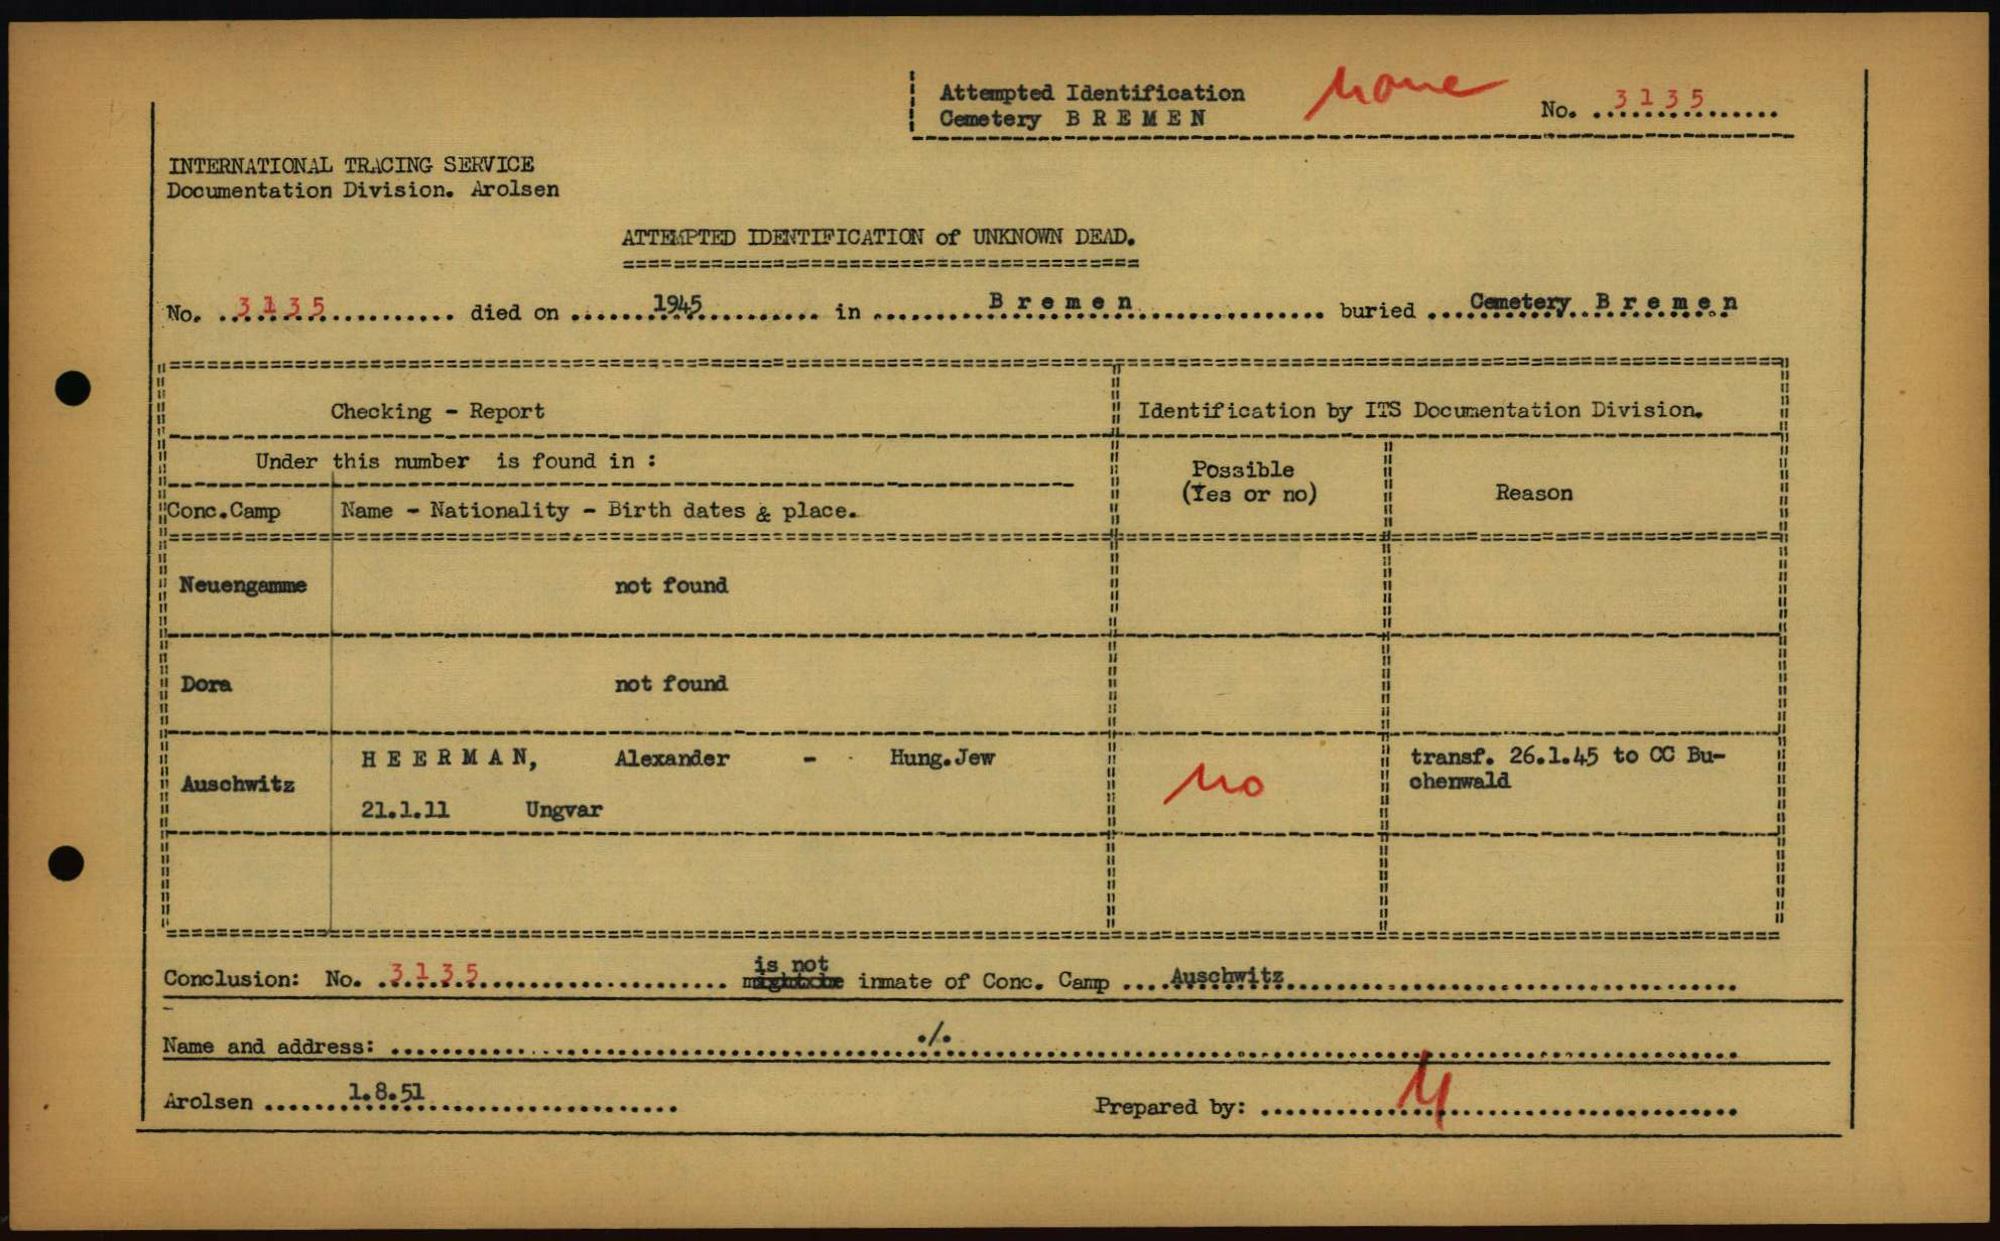 Attempted Identification
Cemetery B R E M E N
none
No. ..3135......
INTERNATIONAL TRACING SERVICE
Documentation Division. Arolsen
ATTEMPTED IDENTIFICATION of UNKNOWN DEAD.
No. 3135 died on 1945 in B r e m e n buried Cemetery B r e m e n
Checking - Report
Identification by ITS Documentation Division.
Under this number is found in :
Possible
(Yes or no)
Reason
Conc.Camp Name - Nationality - Birth dates & place.
Neuengamme not found
Dora not found
Auschwitz
H E E R M A N, Alexander - Hung.Jew
21.1.11 Ungvar
no
transf. 26.1.45 to CC Bu-
chenwald
is not
Conclusion: No. 3135 might be inmate of Conc. Camp Auschwitz
Name and address: ./.
Arolsen 1.8.51 Prepared by: